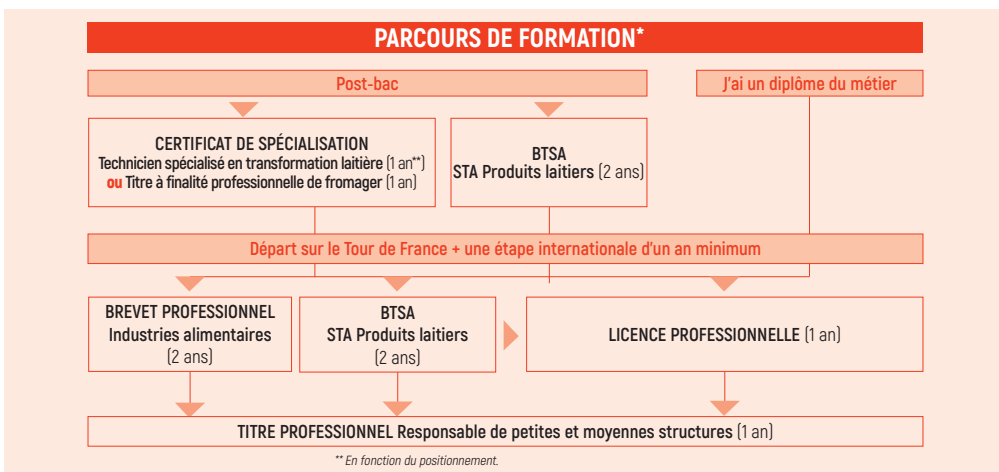 PARCOURS DE FORMATION*
Post-bac
J'ai un diplôme du métier
CERTIFICAT DE SPÉCIALISATION
Technicien spécialisé en transformation laitière (1 an**)
ou Titre à finalité professionnelle de fromager (1 an)
BTSA
STA Produits laitiers (2 ans)
Départ sur le Tour de France + une étape internationale d'un an minimum
BREVET PROFESSIONNEL
Industries alimentaires
(2 ans)
BTSA
STA Produits laitiers
(2 ans)
LICENCE PROFESSIONNELLE (1 an)
TITRE PROFESSIONNEL Responsable de petites et moyennes structures (1 an)
** En fonction du positionnement.